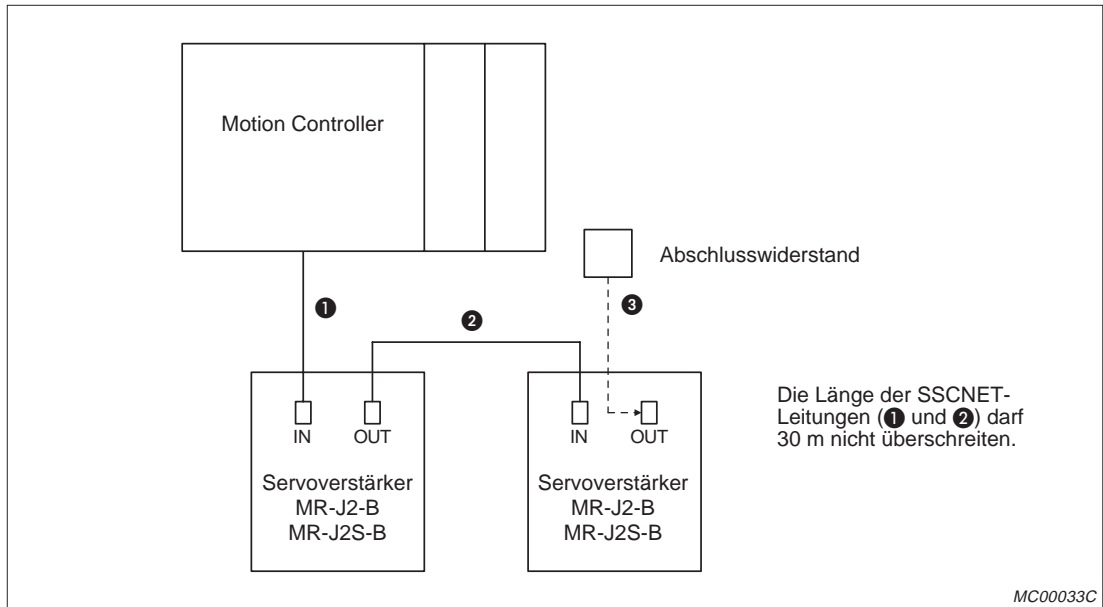 Motion Controller
Abschlusswiderstand
❶
❷
❸
IN
OUT
Servoverstärker
MR-J2-B
MR-J2S-B
IN
OUT
Servoverstärker
MR-J2-B
MR-J2S-B
Die Länge der SSCNET-
Leitungen (❶ und ❷) darf
30 m nicht überschreiten.
MC00033C